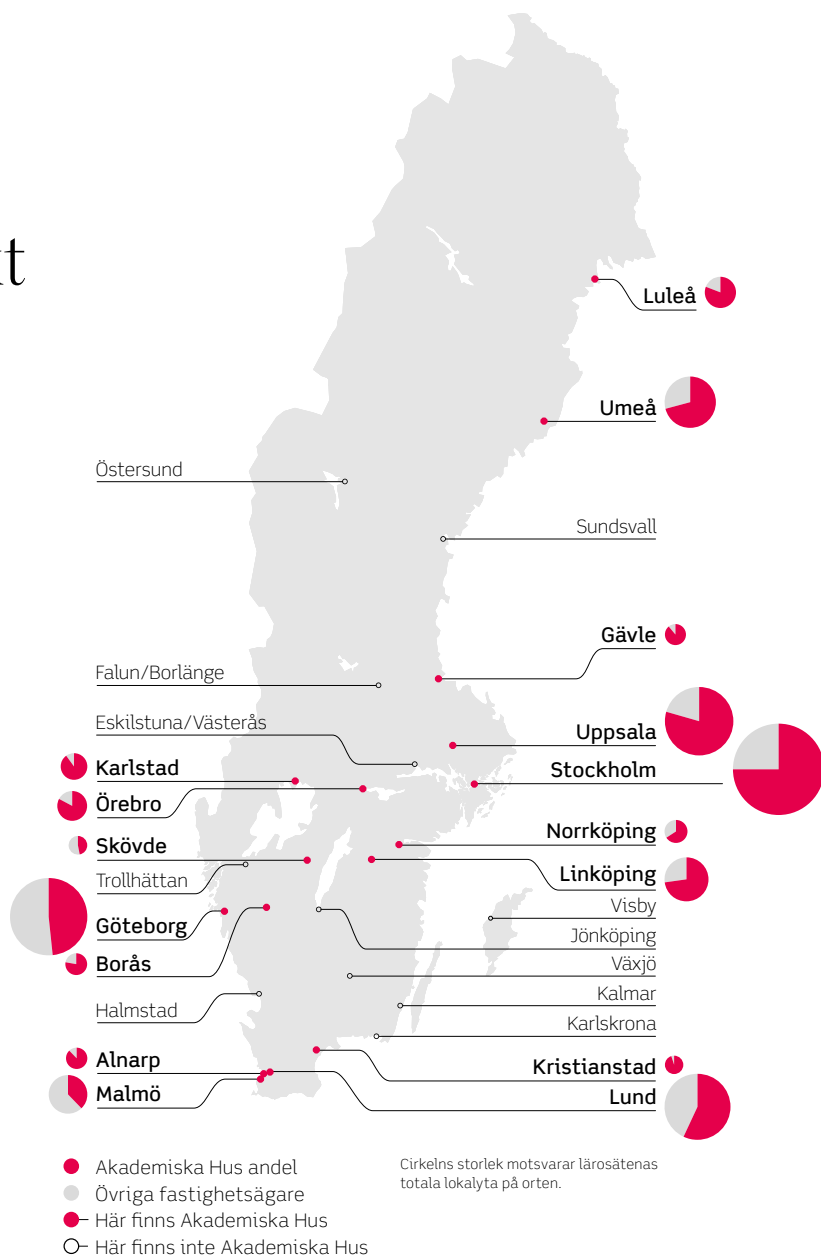 Luleå
Umeå
Östersund
Sundsvall
Gävle
Falun/Borlänge
Eskilstuna/Västerås
Uppsala
Karlstad
Stockholm
Örebro
Norrköping
Skövde
Linköping
Trollhättan
Visby
Göteborg
Jönköping
Borås
Växjö
Kalmar
Halmstad
Karlskrona
Alnarp
Kristianstad
Malmö
Lund
Akademiska Hus andel
Övriga fastighetsägare
Här finns Akademiska Hus
Här finns inte Akademiska Hus
Cirkelns storlek motsvarar lärosätenas
totala lokalyta på orten.